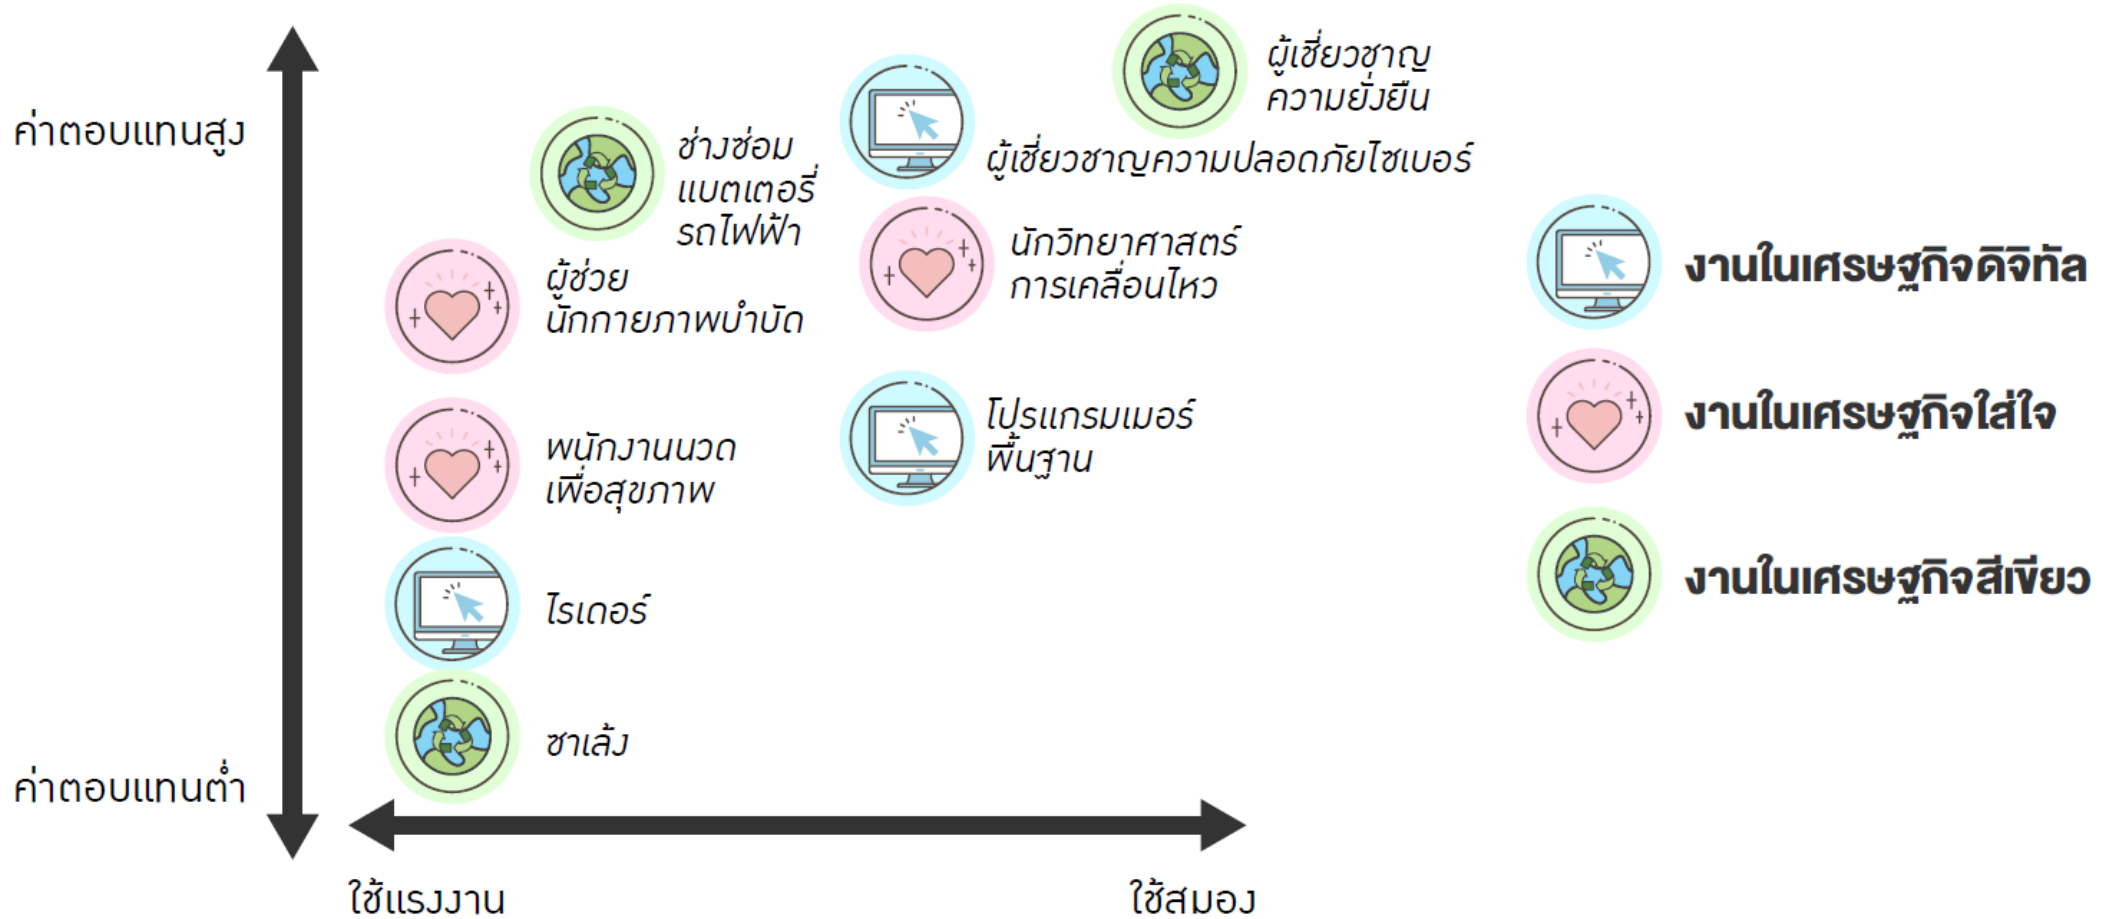 ค่าตอบแทนสูง
ผู้เชี่ยวชาญ
ความยั่งยืน
ช่างซ่อม
แบตเตอรี่
รถไฟฟ้า
ผู้เชี่ยวชาญความปลอดภัยไซเบอร์
นักวิทยาศาสตร์
การเคลื่อนไหว
ผู้ช่วย
นักกายภาพบำบัด
โปรแกรมเมอร์
พื้นฐาน
พนักงานนวด
เพื่อสุขภาพ
ไรเดอร์
ซาเล้ง
ค่าตอบแทนต่ำ
ใช้แรงงาน
ใช้สมอง
งานในเศรษฐกิจดิจิทัล
งานในเศรษฐกิจใส่ใจ
งานในเศรษฐกิจสีเขียว